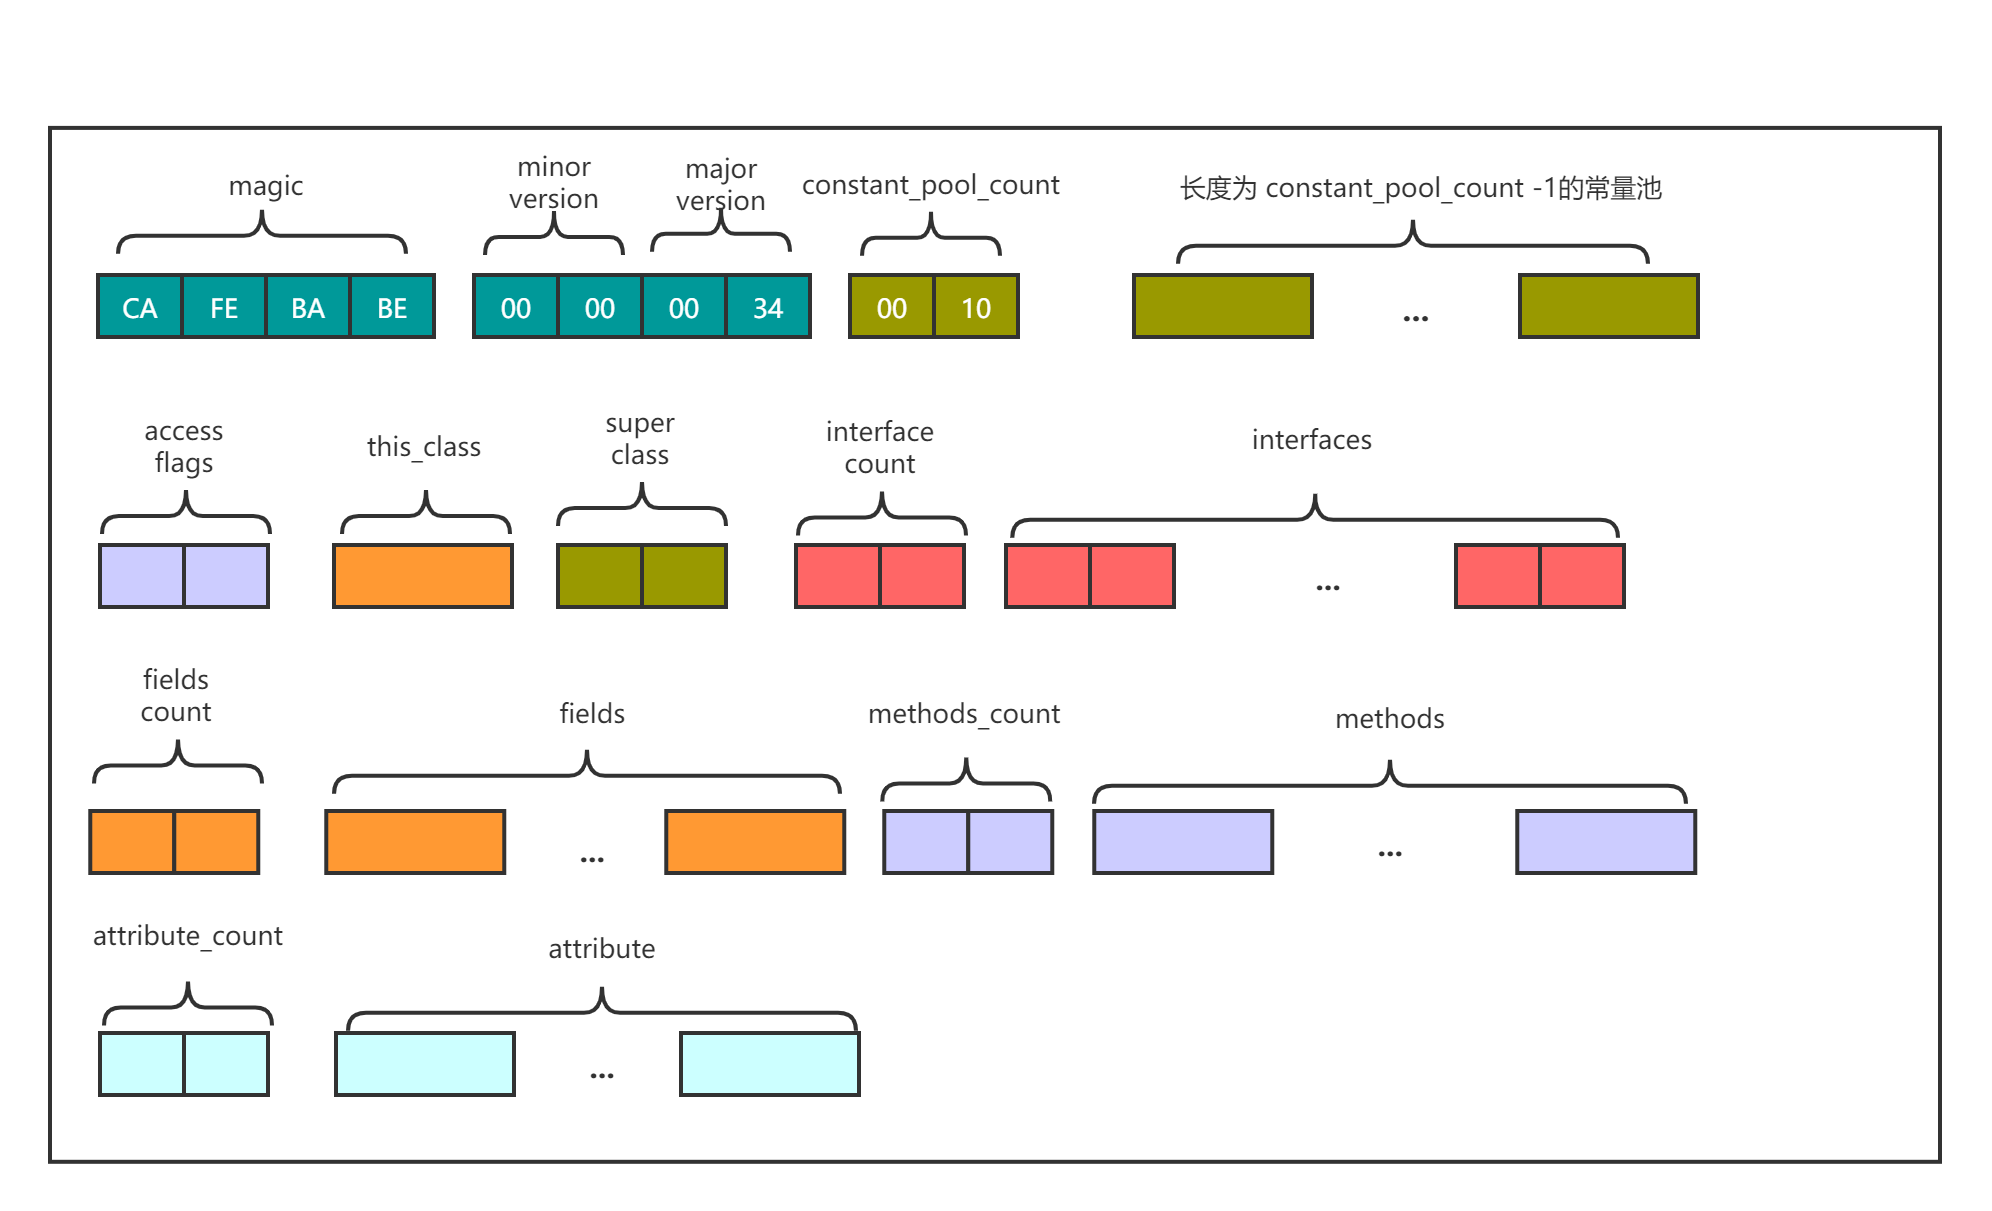 magic
minor
version
major
version
constant_pool_count
长度为 constant_pool_count -1的常量池
CA FE BA BE
00 00 00 34
00 10
...
access
flags
this_class
super
class
interface
count
interfaces
...
fields
count
fields
methods_count
methods
...
...
attribute_count
attribute
...